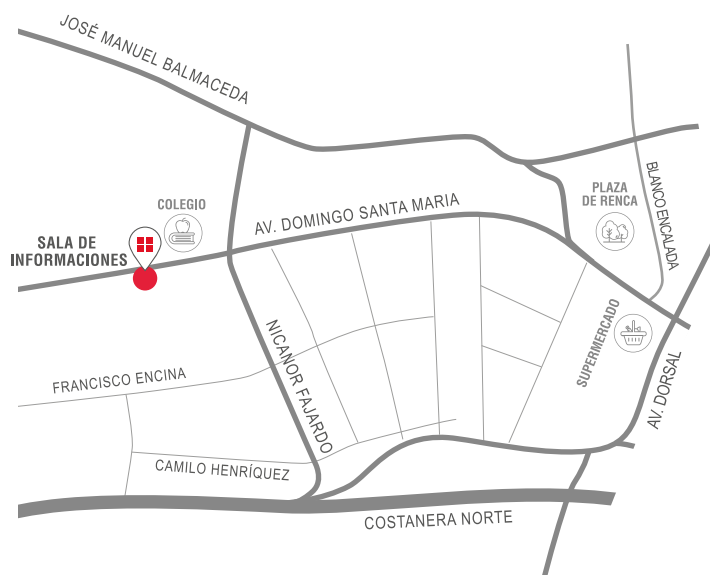 JOSÉ MANUEL BALMACEDA
COLEGIO
AV. DOMINGO SANTA MARIA
PLAZA
DE RENCA
BLANCO ENCALADA
SALA DE
INFORMACIONES
NICANOR FAJARDO
SUPERMERCADO
AV. DORSAL
FRANCISCO ENCINA
CAMILO HENRÍQUEZ
COSTANERA NORTE